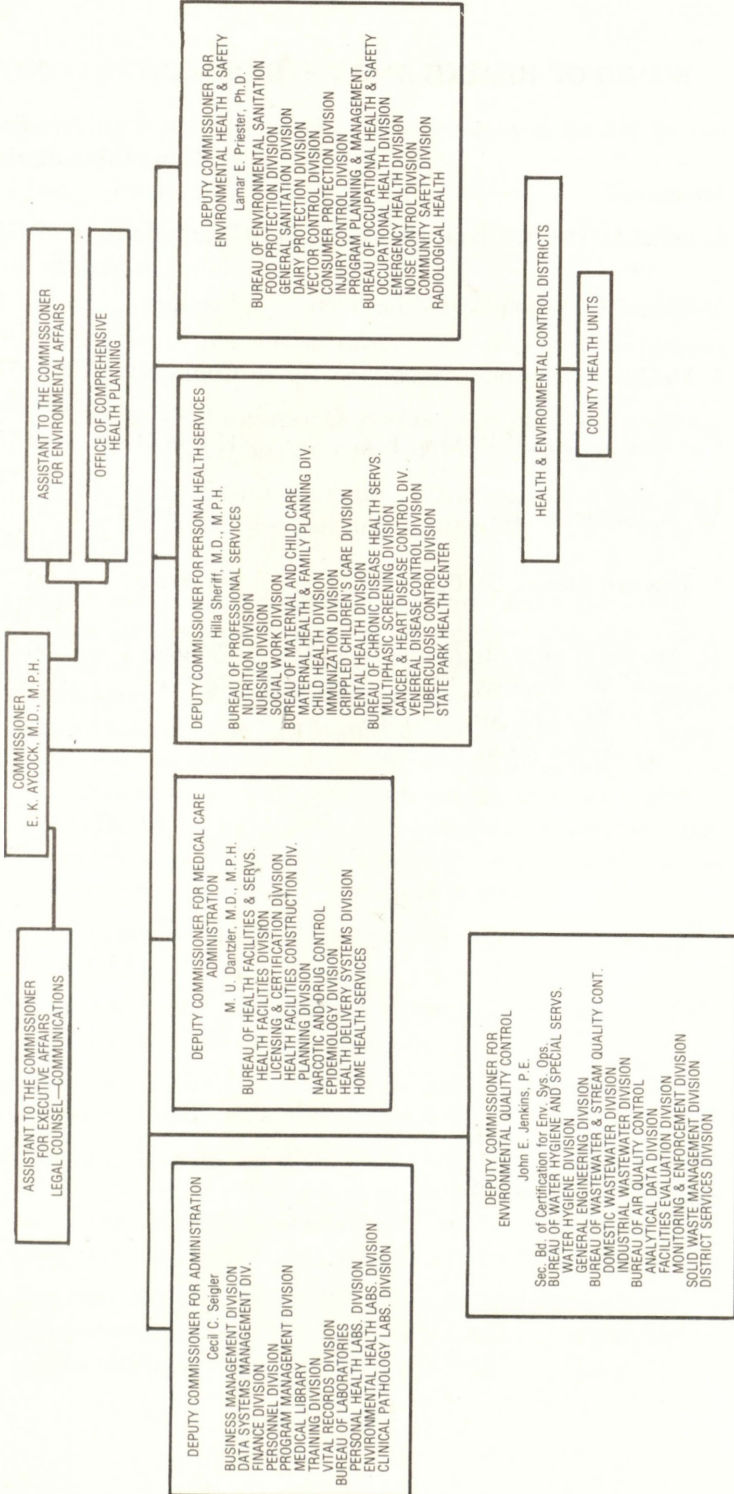 COMMISSIONER
E. K. AYCOCK, M.D., M.P.H.
ASSISTANT TO THE COMMISSIONER
FOR EXECUTIVE AFFAIRS
LEGAL COUNSEL—COMMUNICATIONS
ASSISTANT TO THE COMMISSIONER
FOR ENVIRONMENTAL AFFAIRS
OFFICE OF COMPREHENSIVE
HEALTH PLANNING
DEPUTY COMMISSIONER FOR ADMINISTRATION
Cecil C. Seigler
BUSINESS MANAGEMENT DIVISION
DATA SYSTEMS MANAGEMENT DIV.
FINANCE DIVISION
PERSONNEL DIVISION
PROGRAM MANAGEMENT DIVISION
MEDICAL LIBRARY
TRAINING DIVISION
VITAL RECORDS DIVISION
BUREAU OF LABORATORIES
PERSONAL HEALTH LABS. DIVISION
ENVIRONMENTAL HEALTH LABS. DIVISION
CLINICAL PATHOLOGY LABS. DIVISION
DEPUTY COMMISSIONER FOR MEDICAL CARE
ADMINISTRATION
M. U. Dantzler, M.D., M.P.H.
BUREAU OF HEALTH FACILITIES & SERVS.
HEALTH FACILITIES DIVISION
LICENSING & CERTIFICATION DIVISION
HEALTH FACILITIES CONSTRUCTION DIV.
PLANNING DIVISION
NARCOTIC AND DRUG CONTROL
EPIDEMIOLOGY DIVISION
HEALTH DELIVERY SYSTEMS DIVISION
HOME HEALTH SERVICES
DEPUTY COMMISSIONER FOR PERSONAL HEALTH SERVICES
Hilla Sheriff, M.D., M.P.H.
BUREAU OF PROFESSIONAL SERVICES
NUTRITION DIVISION
NURSING DIVISION
SOCIAL WORK DIVISION
BUREAU OF MATERNAL AND CHILD CARE
MATERNAL HEALTH & FAMILY PLANNING DIV.
CHILD HEALTH DIVISION
IMMUNIZATION DIVISION
CRIPPLED CHILDREN'S CARE DIVISION
DENTAL HEALTH DIVISION
BUREAU OF CHRONIC DISEASE HEALTH SERVS.
MULTIPHASIC SCREENING DIVISION
CANCER & HEART DISEASE CONTROL DIV.
VENEREAL DISEASE CONTROL DIVISION
TUBERCULOSIS CONTROL DIVISION
STATE PARK HEALTH CENTER
DEPUTY COMMISSIONER FOR
ENVIRONMENTAL HEALTH & SAFETY
Lamar E. Priester, Ph.D.
BUREAU OF ENVIRONMENTAL SANITATION
FOOD PROTECTION DIVISION
GENERAL SANITATION DIVISION
DAIRY PROTECTION DIVISION
VECTOR CONTROL DIVISION
CONSUMER PROTECTION DIVISION
INJURY CONTROL DIVISION
PROGRAM PLANNING & MANAGEMENT
BUREAU OF OCCUPATIONAL HEALTH & SAFETY
OCCUPATIONAL HEALTH DIVISION
EMERGENCY HEALTH DIVISION
NOISE CONTROL DIVISION
COMMUNITY SAFETY DIVISION
RADIOLOGICAL HEALTH
DEPUTY COMMISSIONER FOR
ENVIRONMENTAL QUALITY CONTROL
John E. Jenkins, P.E.
Sec. Bd. of Certification for Env. Sys. Ops.
BUREAU OF WATER HYGIENE AND SPECIAL SERVS.
WATER HYGIENE DIVISION
GENERAL ENGINEERING DIVISION
BUREAU OF WASTEWATER & STREAM QUALITY CONT.
DOMESTIC WASTEWATER DIVISION
INDUSTRIAL WASTEWATER DIVISION
BUREAU OF AIR QUALITY CONTROL
ANALYTICAL DATA DIVISION
FACILITIES EVALUATION DIVISION
MONITORING & ENFORCEMENT DIVISION
SOLID WASTE MANAGEMENT DIVISION
DISTRICT SERVICES DIVISION
HEALTH & ENVIRONMENTAL CONTROL DISTRICTS
COUNTY HEALTH UNITS